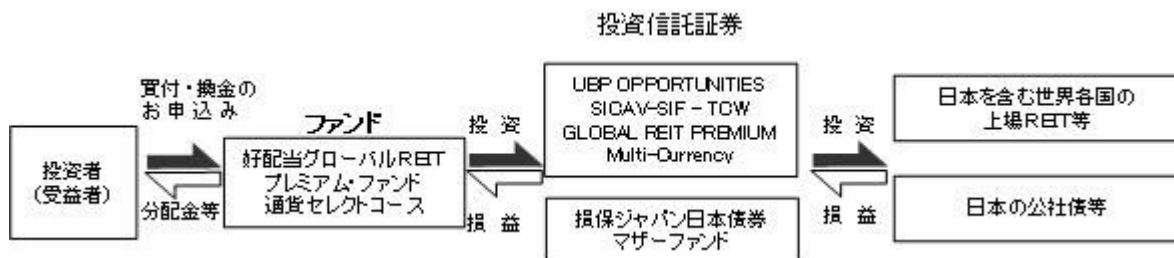 投資信託証券
買付・換金の
お申込み
投資者
(受益者)
分配金等
ファンド
好配当グローバルREIT
プレミアム・ファンド
通貨セレクトコース
投 資
損 益
UBP OPPORTUNITIES
SICAV-SIF - TCW
GLOBAL REIT PREMIUM
Multi-Currency
損保ジャパン日本債券
マザーファンド
投 資
損 益
日本を含む世界各国の
上場REIT等
日本の公社債等